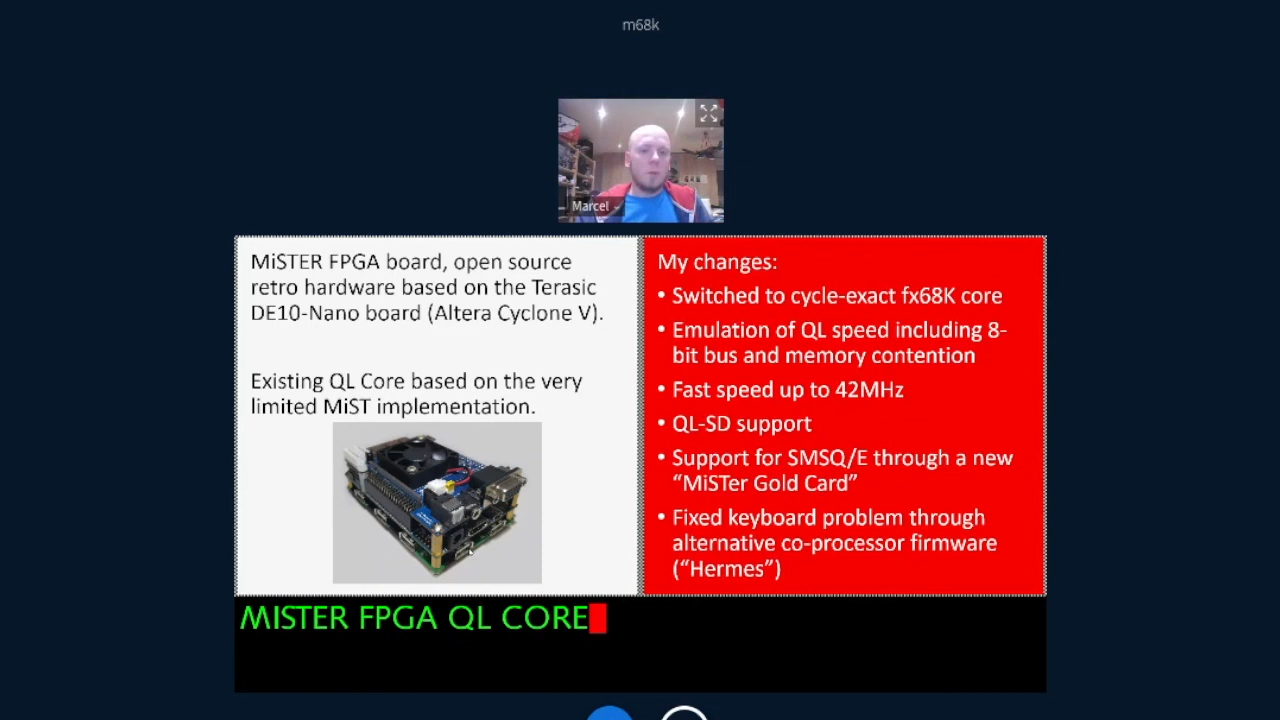 m68k
Marcel
MiSTER FPGA board, open source
retro hardware based on the Terasic
DE10-Nano board (Altera Cyclone V).
Existing QL Core based on the very
limited MiST implementation.
My changes:
• Switched to cycle-exact fx68K core
• Emulation of QL speed including 8-
bit bus and memory contention
• Fast speed up to 42MHz
• QL-SD support
• Support for SMSQ/E through a new
“MiSTer Gold Card”
• Fixed keyboard problem through
alternative co-processor firmware
(“Hermes”)
MISTER FPGA QL CORE